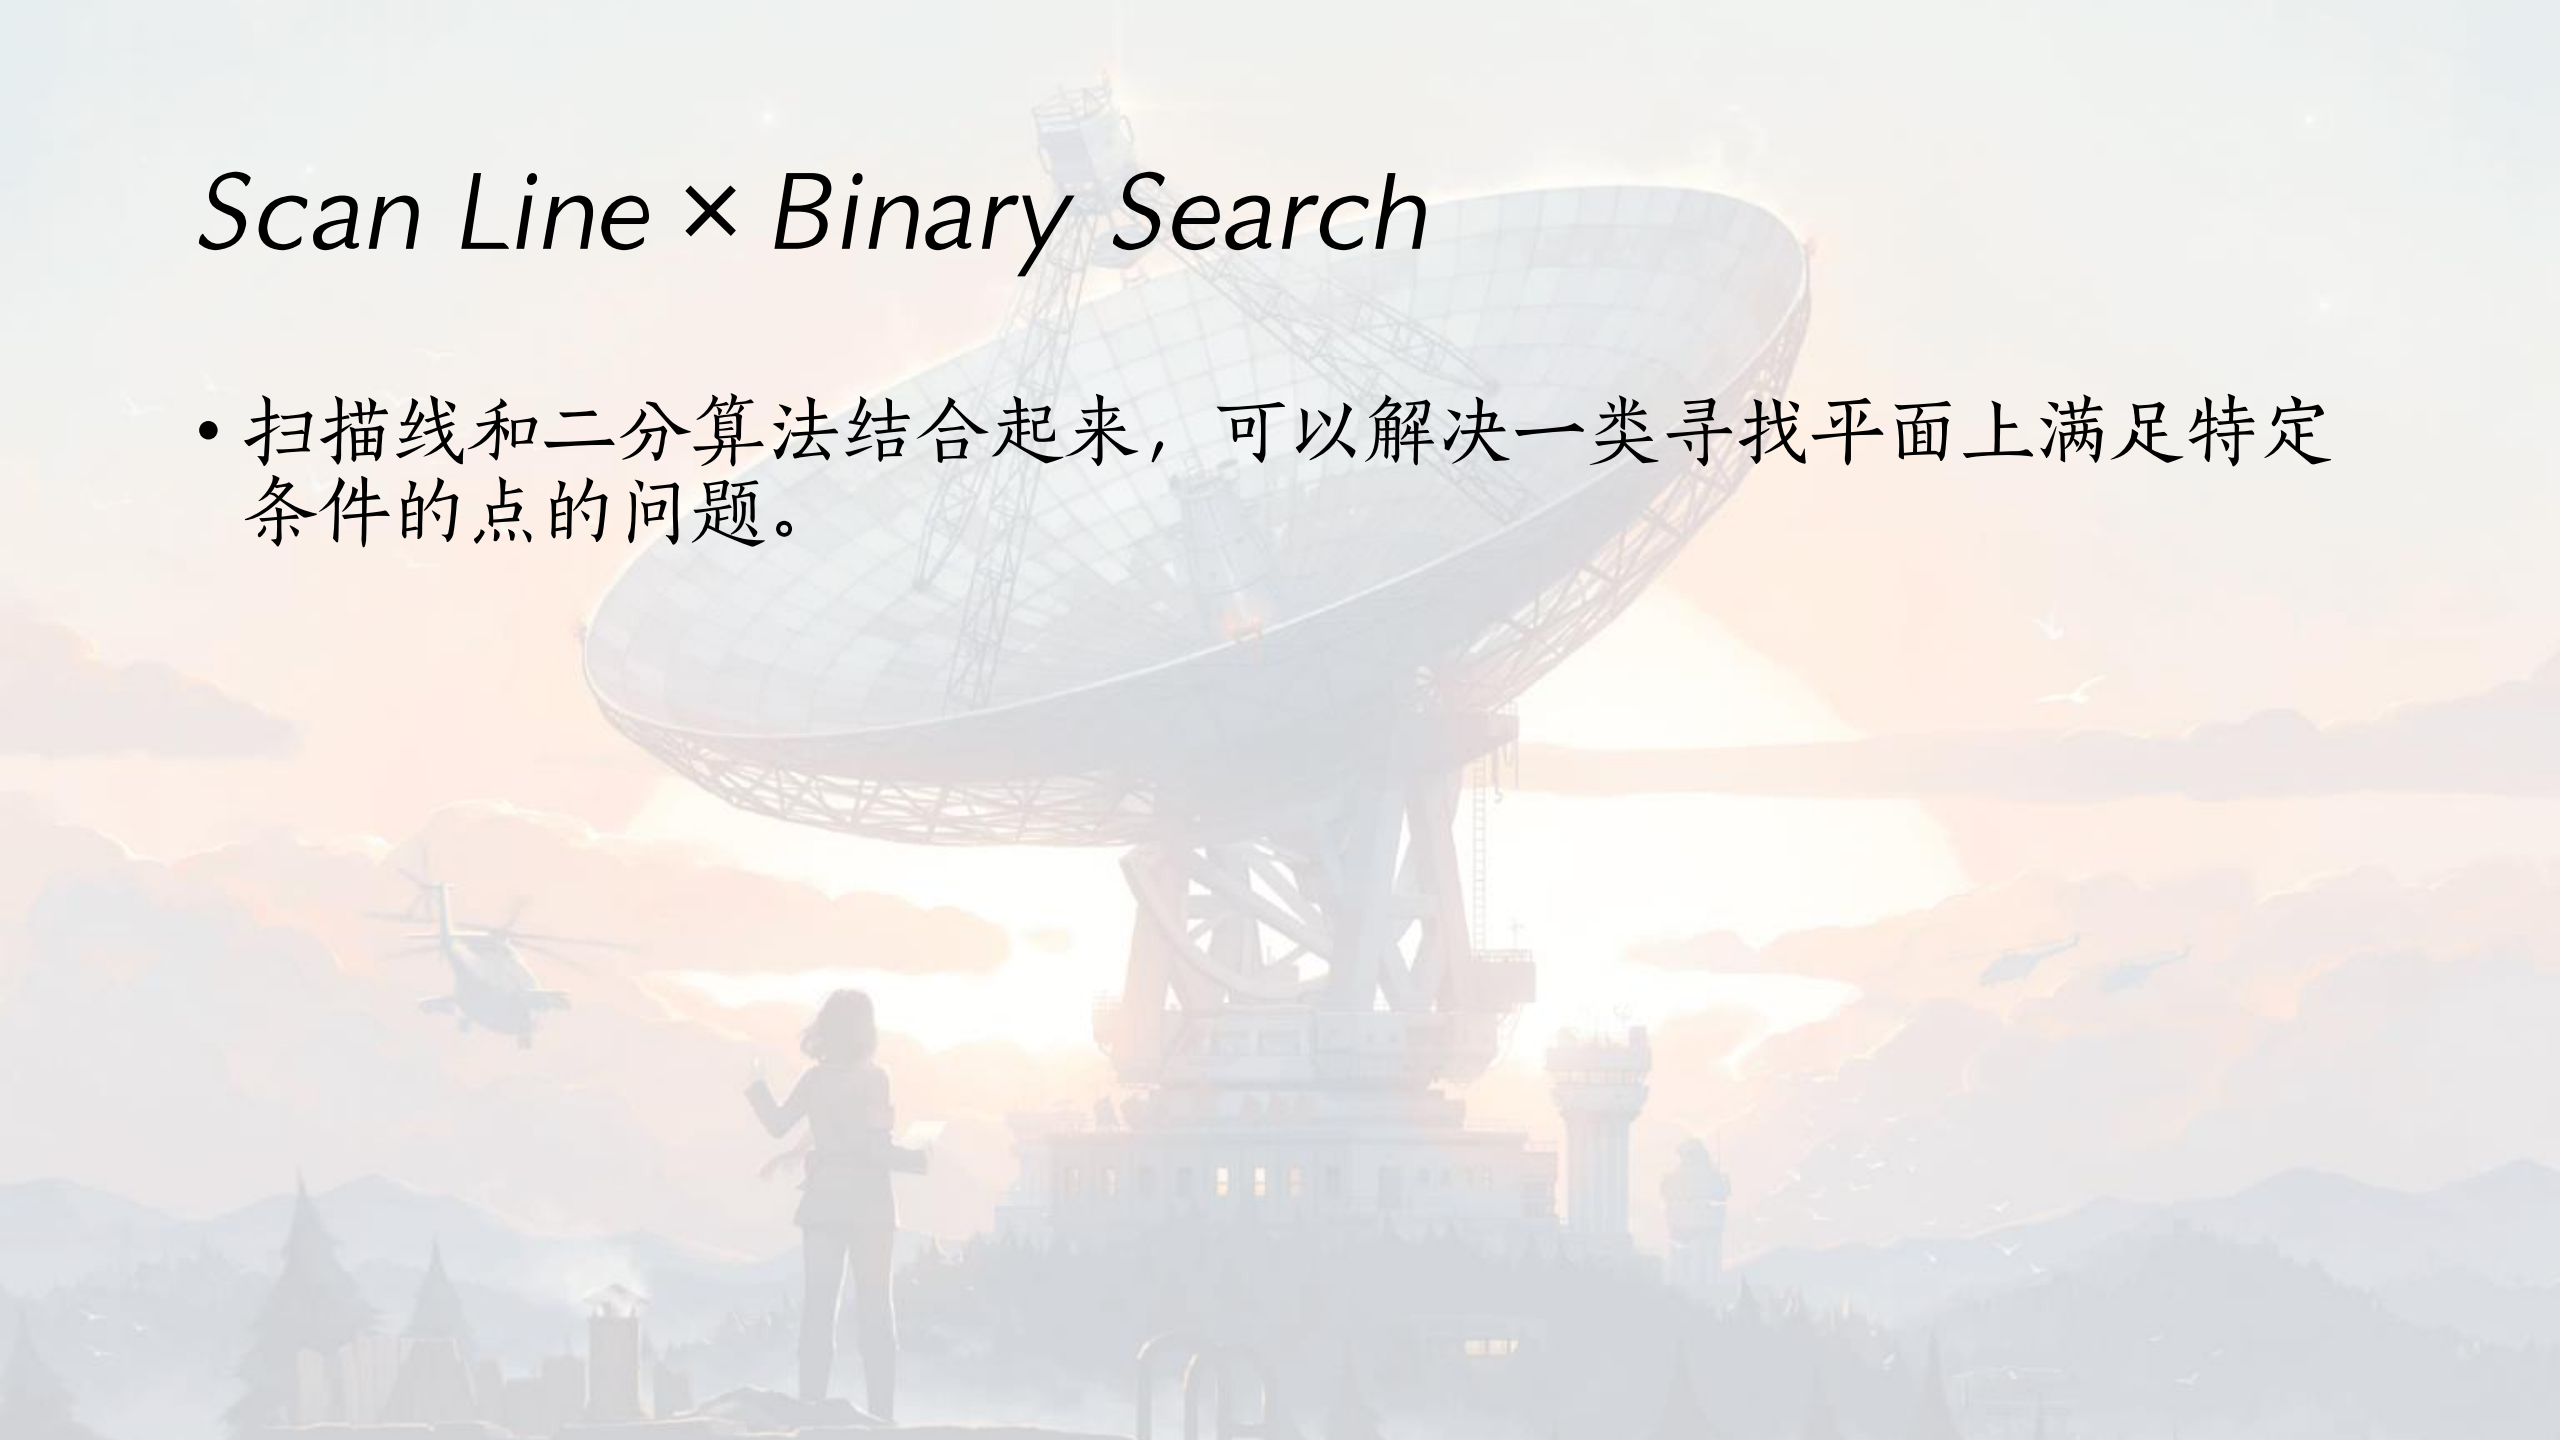 Scan Line × Binary Search
• 扫描线和二分算法结合起来，可以解决一类寻找平面上满足特定
条件的点的问题。